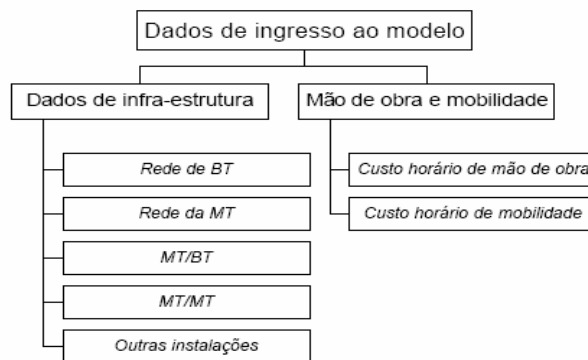 Dados de ingresso ao modelo
Dados de infra-estrutura
Mão de obra e mobilidade
Rede de BT
Rede da MT
MT/BT
MT/MT
Outras instalações
Custo horário de mão de obra
Custo horário de mobilidade